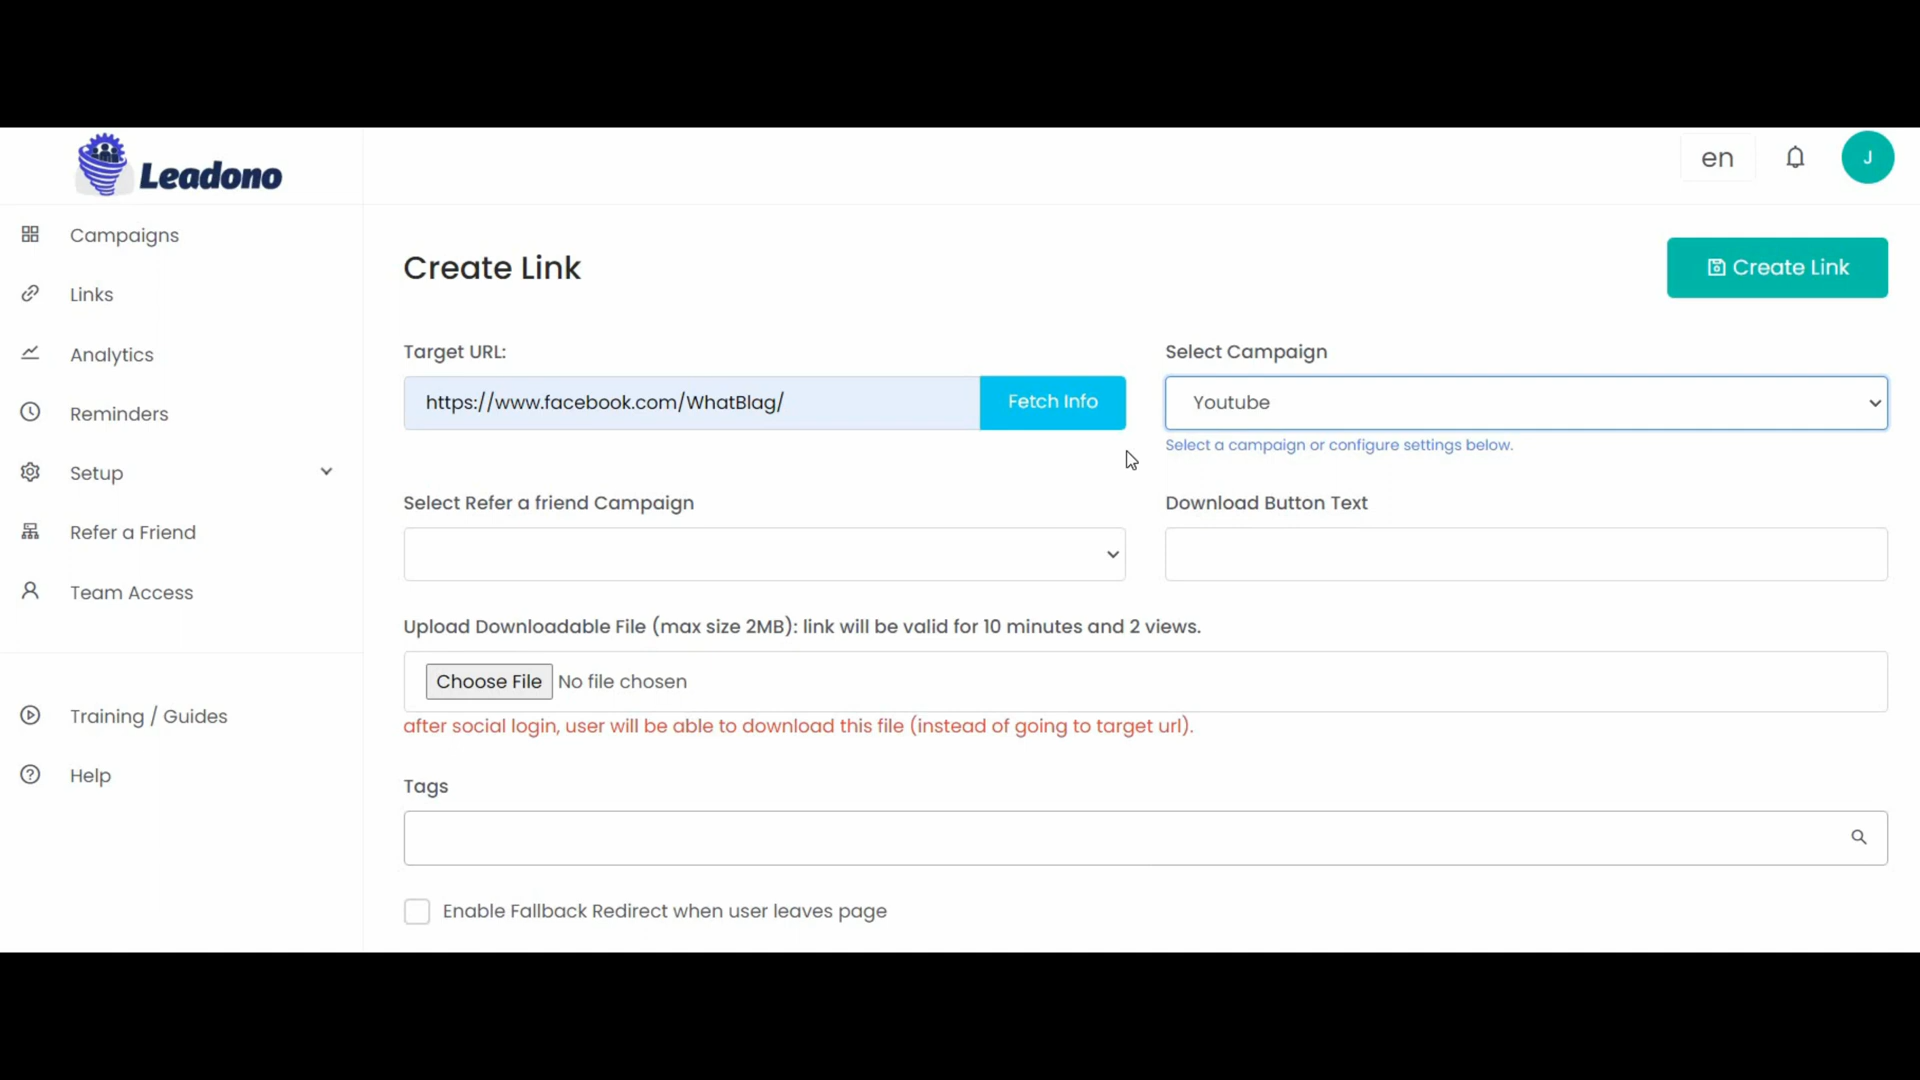 Leadono
en
J
Campaigns
Links
Analytics
Reminders
Setup
Refer a Friend
Team Access
Training / Guides
Help
Create Link
Create Link
Target URL:
https://www.facebook.com/WhatBlag/
Fetch Info
Select Campaign
Youtube
Select a campaign or configure settings below.
Select Refer a friend Campaign
Download Button Text
Upload Downloadable File (max size 2MB): link will be valid for 10 minutes and 2 views.
Choose File No file chosen
after social login, user will be able to download this file (instead of going to target url).
Tags
Enable Fallback Redirect when user leaves page